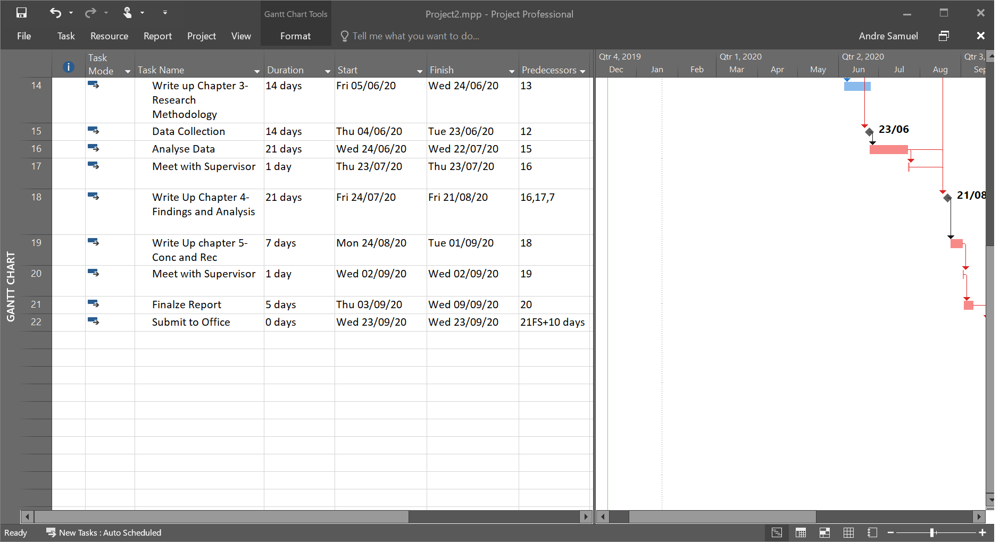 Gantt Chart Tools
Project2.mpp - Project Professional
File Task Resource Report Project View Format Tell me what you want to do... Andre Samuel
Task Mode Task Name Duration Start Finish Predecessors
Qtr 4, 2019 Qtr 1, 2020 Qtr 2, 2020 Qtr 3,
Dec Jan Feb Mar Apr May Jun Jul Aug Sep
14 Write up Chapter 3- 14 days Fri 05/06/20 Wed 24/06/20 13
Research
Methodology
15 Data Collection 14 days Thu 04/06/20 Tue 23/06/20 12
23/06
16 Analyse Data 21 days Wed 24/06/20 Wed 22/07/20 15
17 Meet with Supervisor 1 day Thu 23/07/20 Thu 23/07/20 16
18 Write Up Chapter 4- 21 days Fri 24/07/20 Fri 21/08/20 16,17,7
Findings and Analysis
21/08
19 Write Up chapter 5- 7 days Mon 24/08/20 Tue 01/09/20 18
Conc and Rec
20 Meet with Supervisor 1 day Wed 02/09/20 Wed 02/09/20 19
21 Finalze Report 5 days Thu 03/09/20 Wed 09/09/20 20
22 Submit to Office 0 days Wed 23/09/20 Wed 23/09/20 21FS+10 days
GANTT CHART
Ready New Tasks : Auto Scheduled